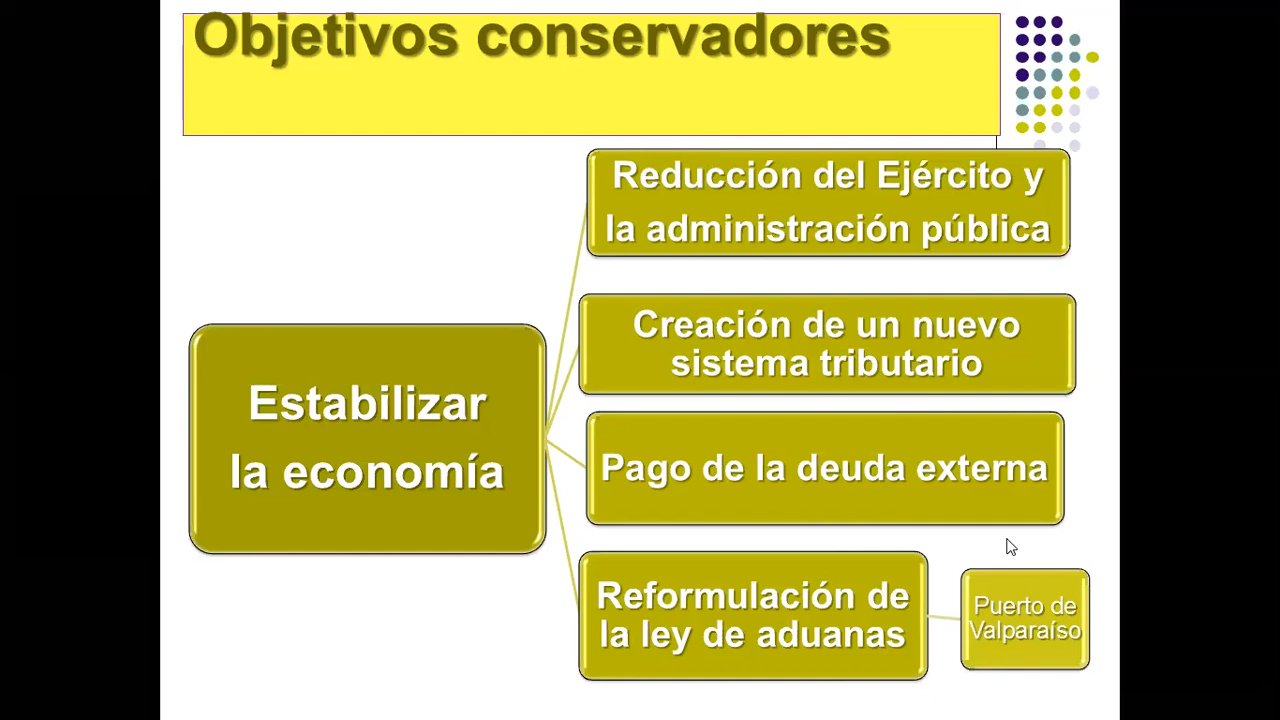 Objetivos conservadores
Reducción del Ejército y
la administración pública
Creación de un nuevo
sistema tributario
Estabilizar
la economía
Pago de la deuda externa
Reformulación de
la ley de aduanas
Puerto de
Valparaíso